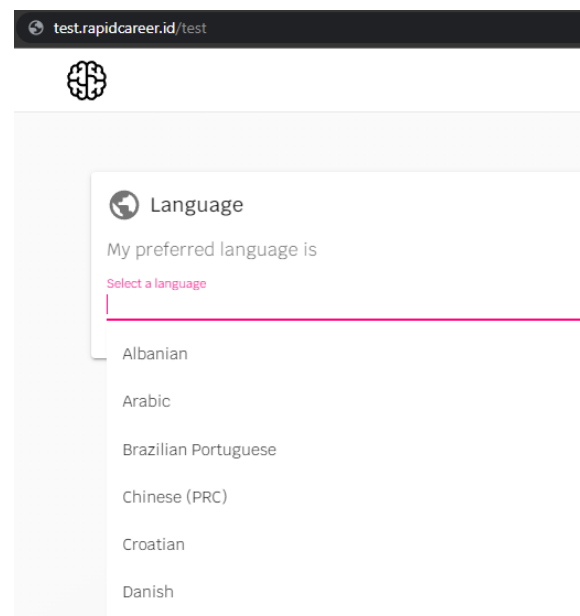 test.rapidcareer.id/test
Language
My preferred language is
Select a language
Albanian
Arabic
Brazilian Portuguese
Chinese (PRC)
Croatian
Danish